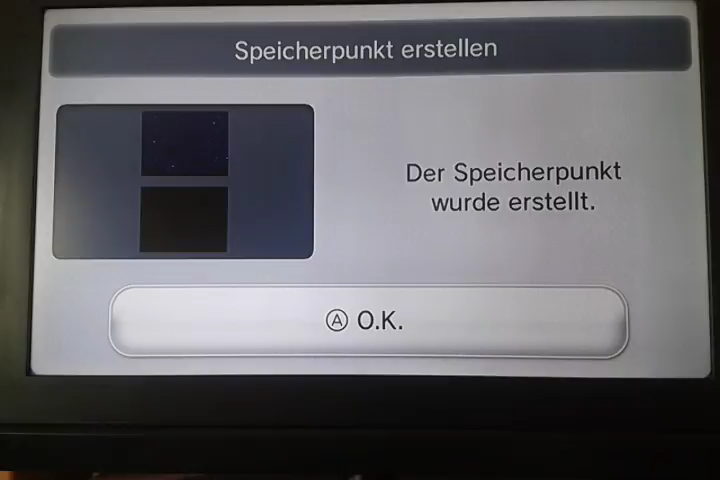 Speicherpunkt erstellen
Der Speicherpunkt
wurde erstellt.
Ⓐ O.K.